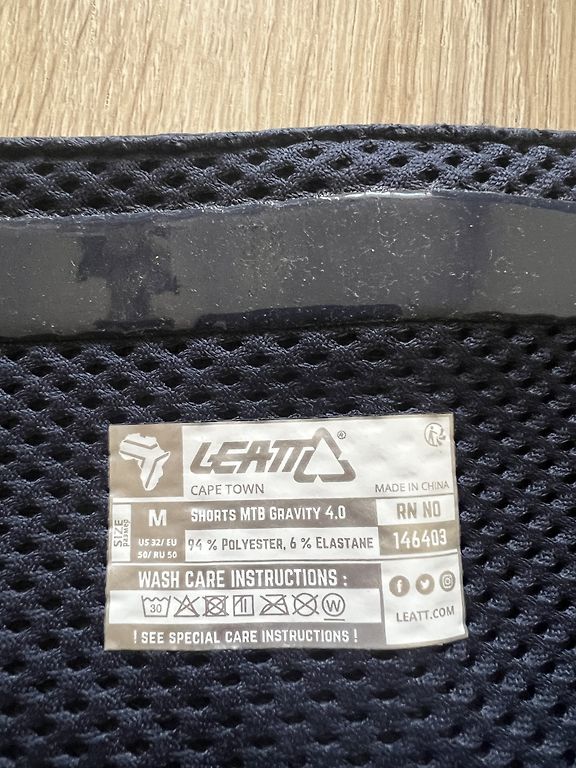 LEATT®
CAPE TOWN
MADE IN CHINA
SIZE
размер
M
US 32/ EU
50/ RU 50
SHORTS MTB GRAVITY 4.0
94 % POLYESTER, 6 % ELASTANE
RN NO
146403
WASH CARE INSTRUCTIONS :
30
W
! SEE SPECIAL CARE INSTRUCTIONS !
LEATT.COM